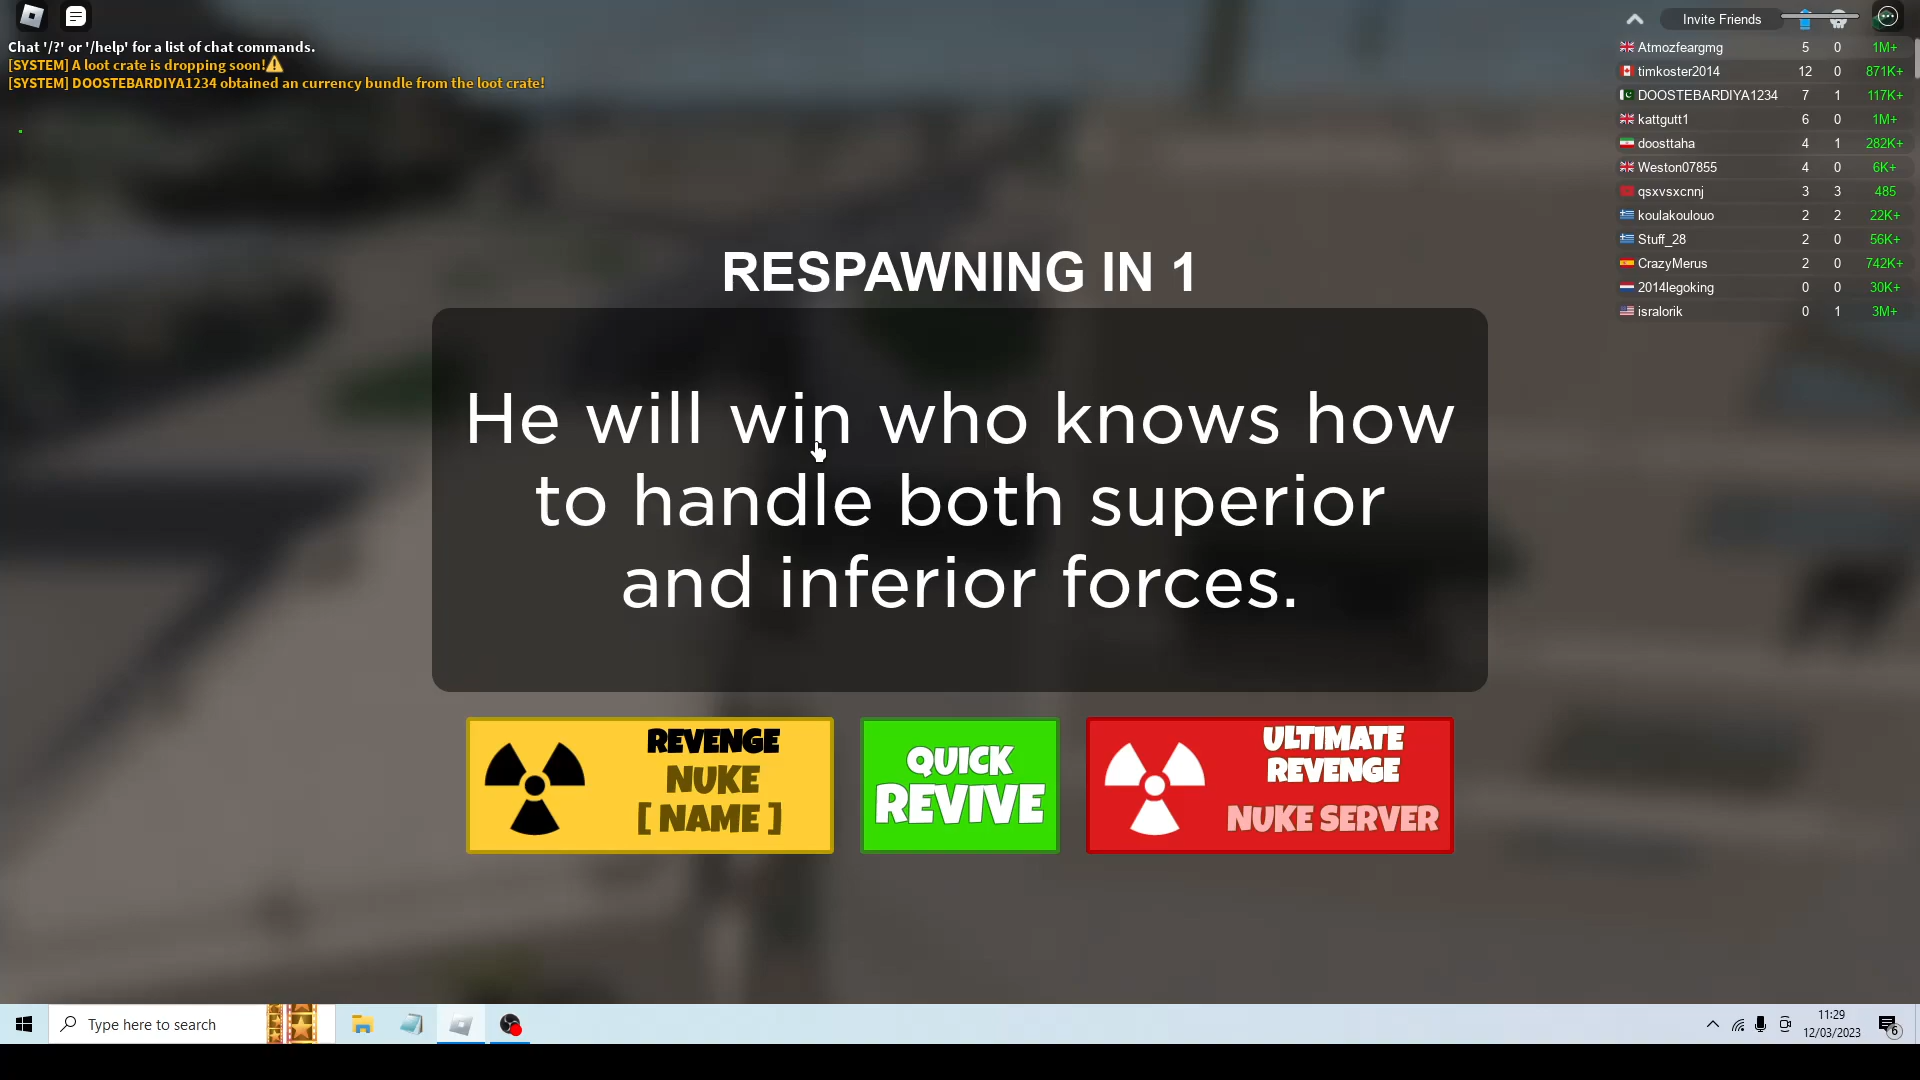 Chat '/?' or '/help' for a list of chat commands.
[SYSTEM] A loot crate is dropping soon!⚠
[SYSTEM] DOOSTEBARDIYA1234 obtained an currency bundle from the loot crate!
Invite Friends
Atmozfeargmg 5 0 1M+
timkoster2014 12 0 871K+
DOOSTEBARDIYA1234 7 1 117K+
kattgutt1 6 0 1M+
doosttaha 4 1 282K+
Weston07855 4 0 6K+
qsxvsxcnnj 3 3 485
koulakoulouo 2 2 22K+
Stuff_28 2 0 56K+
CrazyMerus 2 0 742K+
2014legoking 0 0 30K+
isralorik 0 1 3M+
RESPAWNING IN 1
He will win who knows how
to handle both superior
and inferior forces.
REVENGE
NUKE
[ NAME ]
QUICK
REVIVE
ULTIMATE
REVENGE
NUKE SERVER
Type here to search
11:29
12/03/2023
6